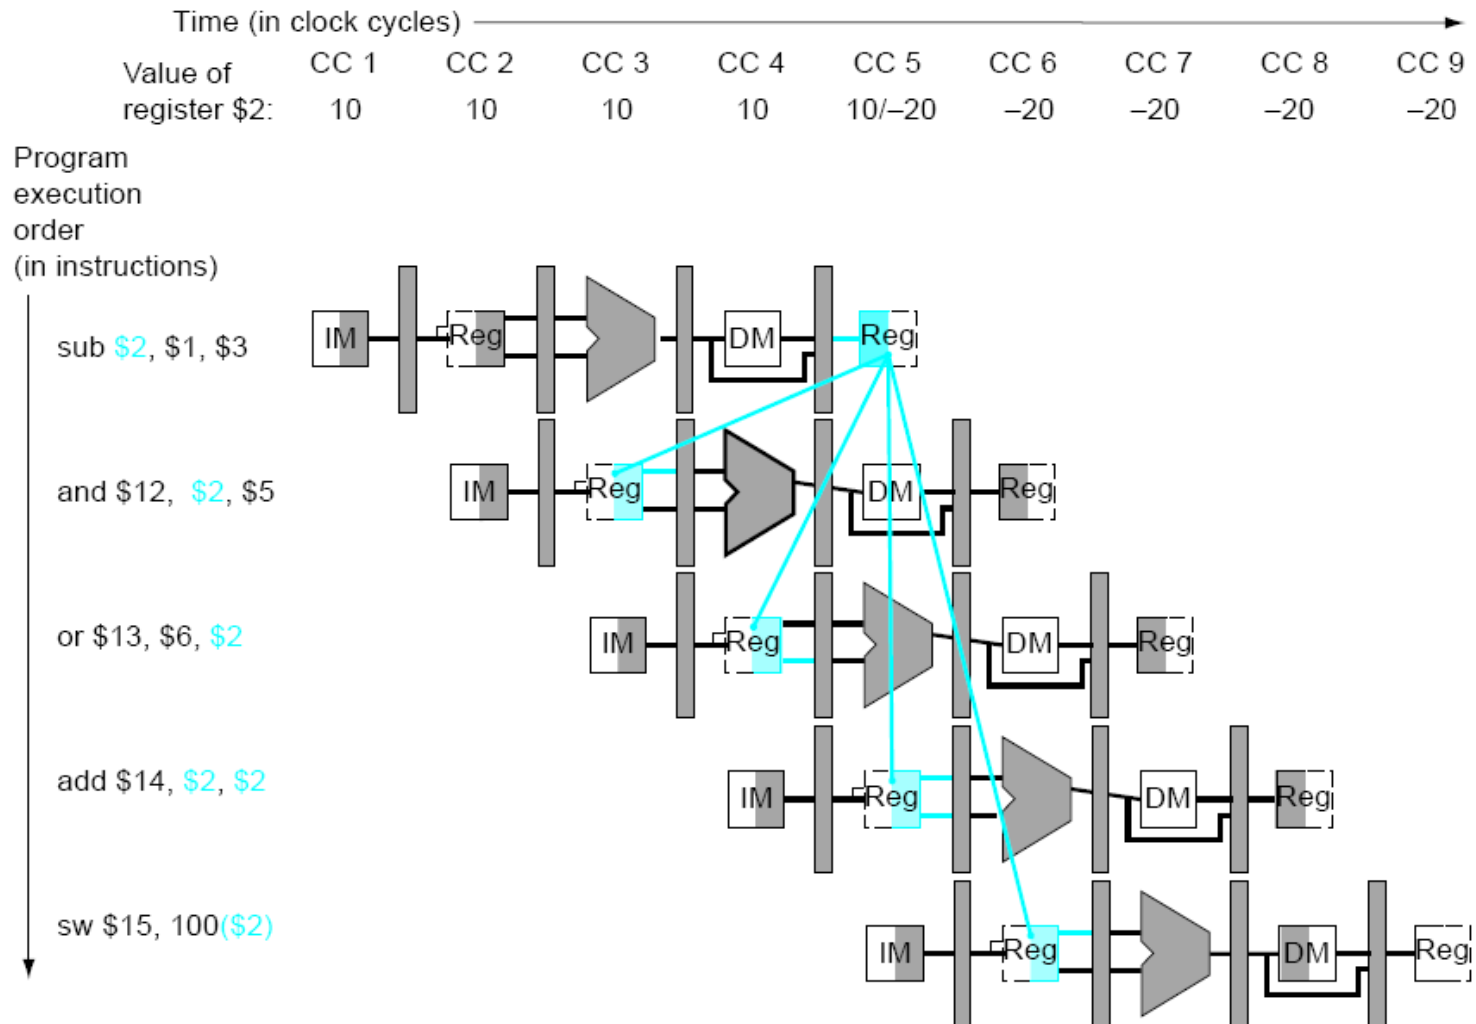 Time (in clock cycles)
CC 1 CC 2 CC 3 CC 4 CC 5 CC 6 CC 7 CC 8 CC 9
Value of
register $2:
10 10 10 10 10/–20 –20 –20 –20 –20
Program
execution
order
(in instructions)
sub $2, $1, $3
IM Reg DM Reg
and $12, $2, $5
IM Reg DM Reg
or $13, $6, $2
IM Reg DM Reg
add $14, $2, $2
IM Reg DM Reg
sw $15, 100($2)
IM Reg DM Reg